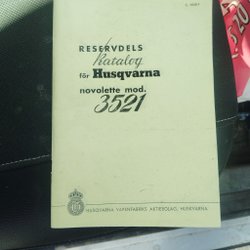 RESERVDELS
Katalog
för Husqvarna
novolette mod.
3521
HUSQVARNA VAPENFABRIKS AKTIEBOLAG, HUSKVARNA